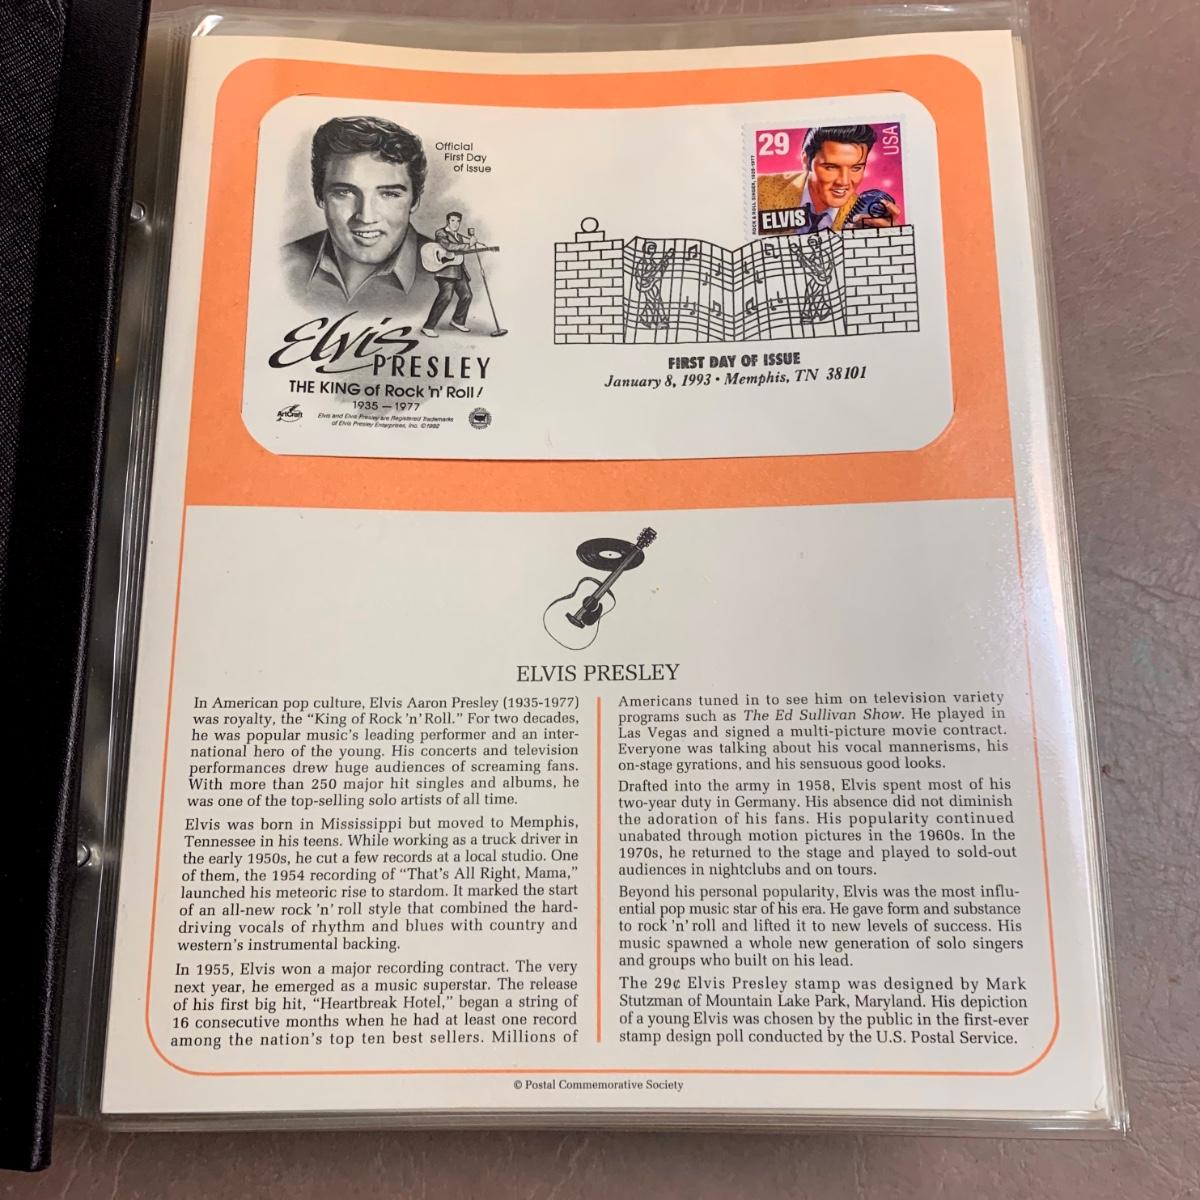 Official
First Day
of Issue
29
USA
ROCK & ROLL SINGER, 1935-1977
ELVIS
Elvis
PRESLEY
THE KING of Rock 'n' Roll!
1935 — 1977
ArtCraft
Elvis and Elvis Presley are Registered Trademarks
of Elvis Presley Enterprises, Inc. ©1992
FIRST DAY OF ISSUE
January 8, 1993 • Memphis, TN 38101
ELVIS PRESLEY
In American pop culture, Elvis Aaron Presley (1935-1977)
was royalty, the "King of Rock 'n' Roll." For two decades,
he was popular music's leading performer and an inter-
national hero of the young. His concerts and television
performances drew huge audiences of screaming fans.
With more than 250 major hit singles and albums, he
was one of the top-selling solo artists of all time.
Elvis was born in Mississippi but moved to Memphis,
Tennessee in his teens. While working as a truck driver in
the early 1950s, he cut a few records at a local studio. One
of them, the 1954 recording of "That's All Right, Mama,"
launched his meteoric rise to stardom. It marked the start
of an all-new rock 'n' roll style that combined the hard-
driving vocals of rhythm and blues with country and
western's instrumental backing.
In 1955, Elvis won a major recording contract. The very
next year, he emerged as a music superstar. The release
of his first big hit, "Heartbreak Hotel," began a string of
16 consecutive months when he had at least one record
among the nation's top ten best sellers. Millions of
Americans tuned in to see him on television variety
programs such as The Ed Sullivan Show. He played in
Las Vegas and signed a multi-picture movie contract.
Everyone was talking about his vocal mannerisms, his
on-stage gyrations, and his sensuous good looks.
Drafted into the army in 1958, Elvis spent most of his
two-year duty in Germany. His absence did not diminish
the adoration of his fans. His popularity continued
unabated through motion pictures in the 1960s. In the
1970s, he returned to the stage and played to sold-out
audiences in nightclubs and on tours.
Beyond his personal popularity, Elvis was the most influ-
ential pop music star of his era. He gave form and substance
to rock 'n' roll and lifted it to new levels of success. His
music spawned a whole new generation of solo singers
and groups who built on his lead.
The 29¢ Elvis Presley stamp was designed by Mark
Stutzman of Mountain Lake Park, Maryland. His depiction
of a young Elvis was chosen by the public in the first-ever
stamp design poll conducted by the U.S. Postal Service.
© Postal Commemorative Society